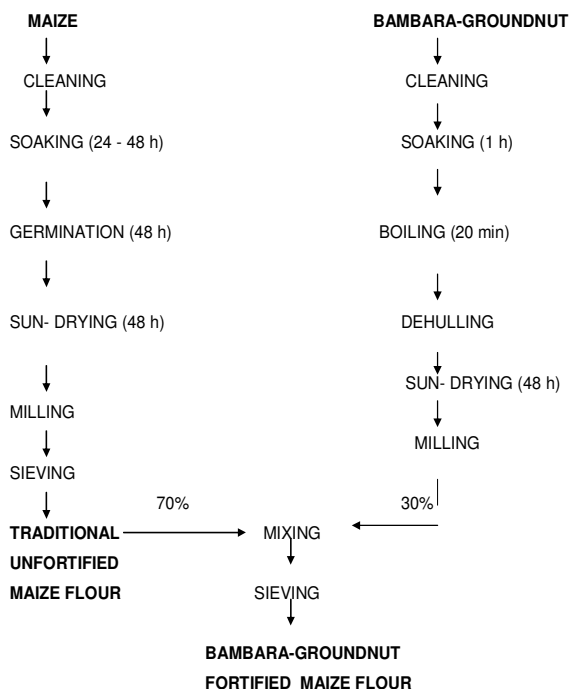 MAIZE
BAMBARA-GROUNDNUT
CLEANING
CLEANING
SOAKING (24 - 48 h)
SOAKING (1 h)
GERMINATION (48 h)
BOILING (20 min)
SUN- DRYING (48 h)
DEHULLING
SUN- DRYING (48 h)
MILLING
MILLING
SIEVING
70%
30%
TRADITIONAL
MIXING
UNFORTIFIED
MAIZE FLOUR
SIEVING
BAMBARA-GROUNDNUT
FORTIFIED MAIZE FLOUR